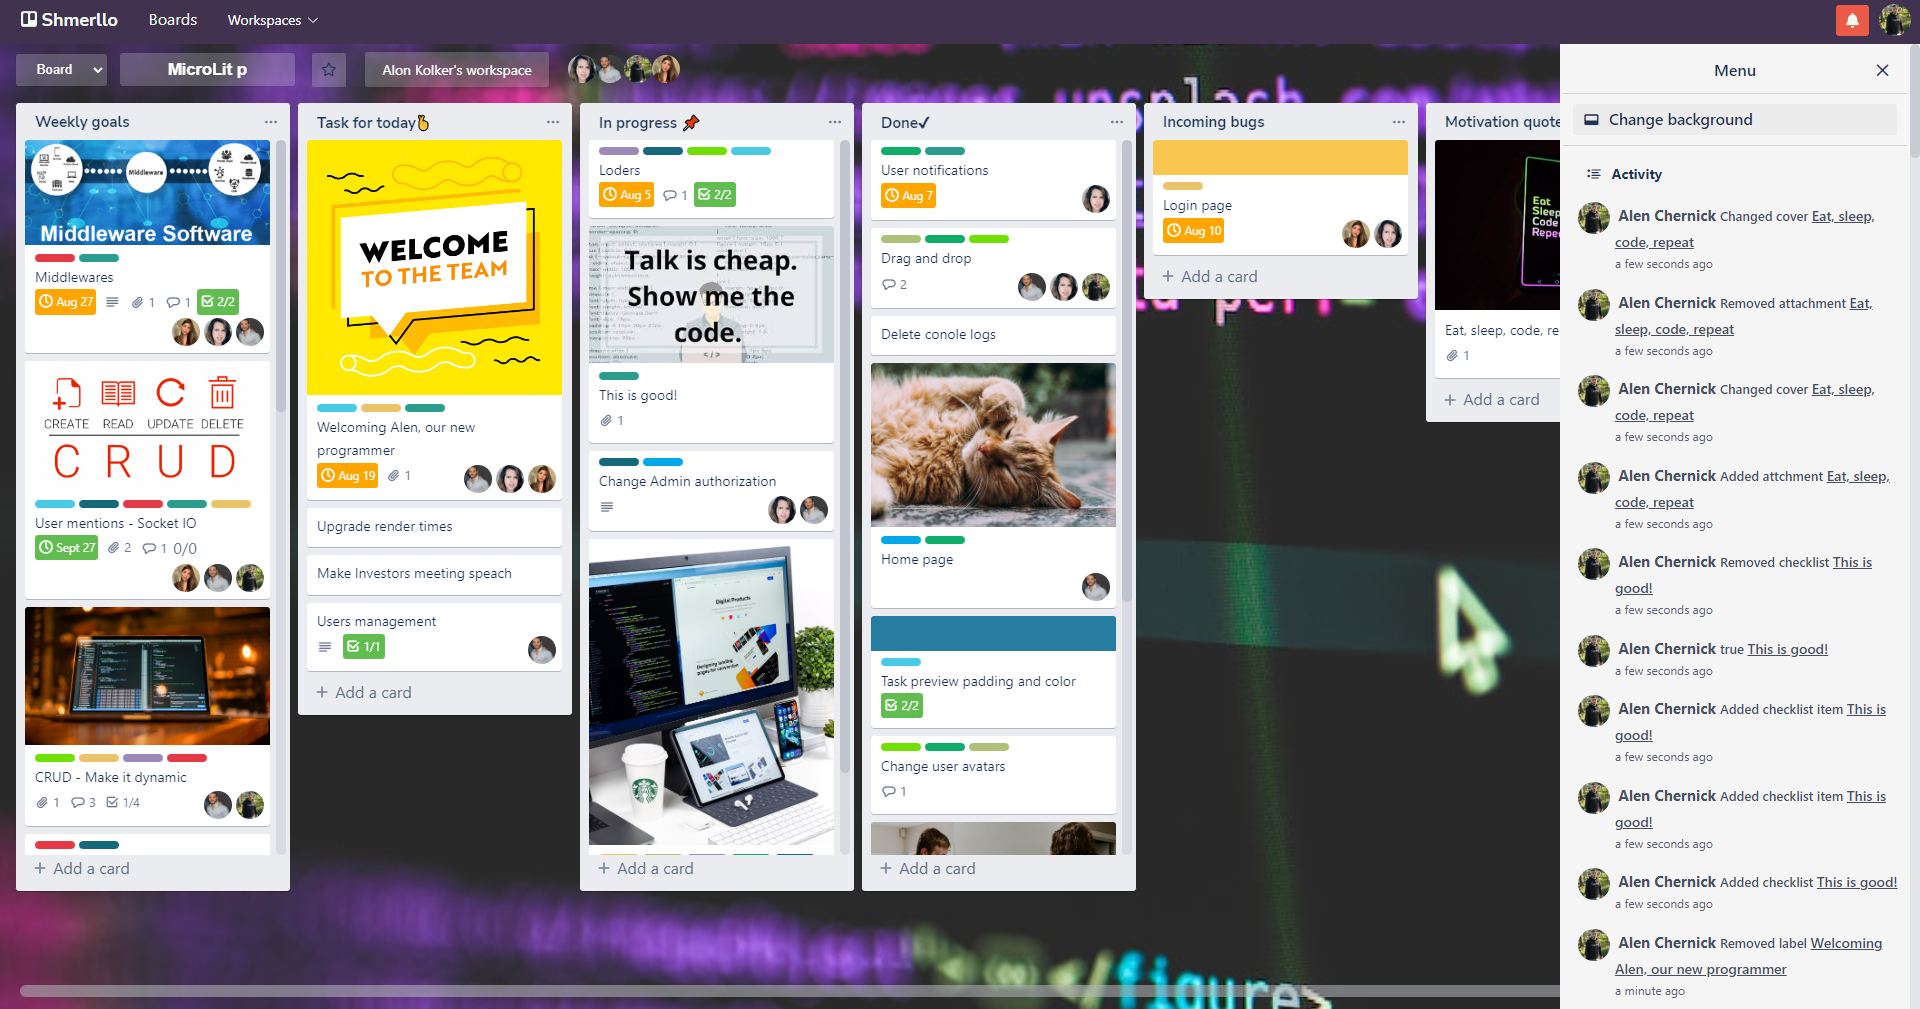 Shmerllo
Boards
Workspaces
Board
MicroLit p
Alon Kolker's workspace
Weekly goals
Middleware
Middleware Software
Middlewares
Aug 27
1
1
2/2
CREATE READ UPDATE DELETE
C R U D
User mentions - Socket IO
Sept 27
2
1
0/0
CRUD - Make it dynamic
1
3
1/4
+ Add a card
Task for today
WELCOME
TO THE TEAM
Welcoming Alen, our new
programmer
Aug 19
1
Upgrade render times
Make Investors meeting speach
Users management
1/1
+ Add a card
In progress
Loders
Aug 5
1
2/2
Talk is cheap.
Show me the
code.
This is good!
1
Change Admin authorization
Digital Products
+ Add a card
Done✔
User notifications
Aug 7
Drag and drop
2
Delete conole logs
Home page
Task preview padding and color
2/2
Change user avatars
1
+ Add a card
Incoming bugs
Login page
Aug 10
+ Add a card
Motivation quote
Eat
Sleep
Code
Repea
Eat, sleep, code, re
1
+ Add a card
figure>
Menu
Change background
Activity
Alen Chernick Changed cover Eat, sleep,
code, repeat
a few seconds ago
Alen Chernick Removed attachment Eat,
sleep, code, repeat
a few seconds ago
Alen Chernick Changed cover Eat, sleep,
code, repeat
a few seconds ago
Alen Chernick Added attchment Eat, sleep,
code, repeat
a few seconds ago
Alen Chernick Removed checklist This is
good!
a few seconds ago
Alen Chernick true This is good!
a few seconds ago
Alen Chernick Added checklist item This is
good!
a few seconds ago
Alen Chernick Added checklist item This is
good!
a few seconds ago
Alen Chernick Added checklist This is good!
a few seconds ago
Alen Chernick Removed label Welcoming
Alen, our new programmer
a minute ago